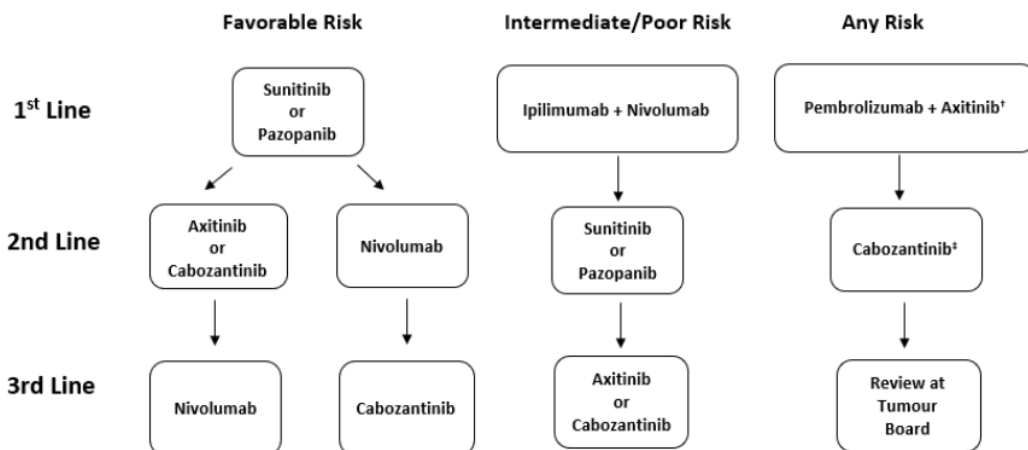 Favorable Risk
Intermediate/Poor Risk
Any Risk
1st Line
Sunitinib
or
Pazopanib
Ipilimumab + Nivolumab
Pembrolizumab + Axitinib†
2nd Line
Axitinib
or
Cabozantinib
Nivolumab
Sunitinib
or
Pazopanib
Cabozantinib‡
3rd Line
Nivolumab
Cabozantinib
Axitinib
or
Cabozantinib
Review at
Tumour
Board